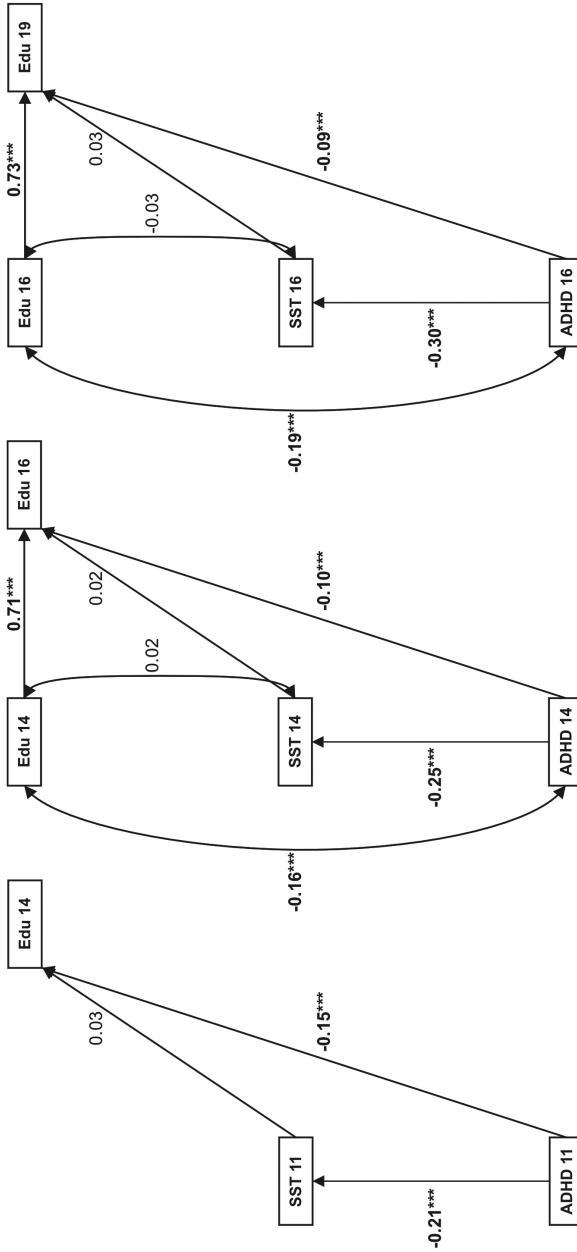 Edu 14
0.03
SST 11
-0.15***
-0.21***
ADHD 11
Edu 14
0.71***
Edu 16
0.02
0.02
-0.16***
SST 14
-0.10***
-0.25***
ADHD 14
Edu 16
0.73***
Edu 19
-0.03
0.03
-0.19***
SST 16
-0.09***
-0.30***
ADHD 16